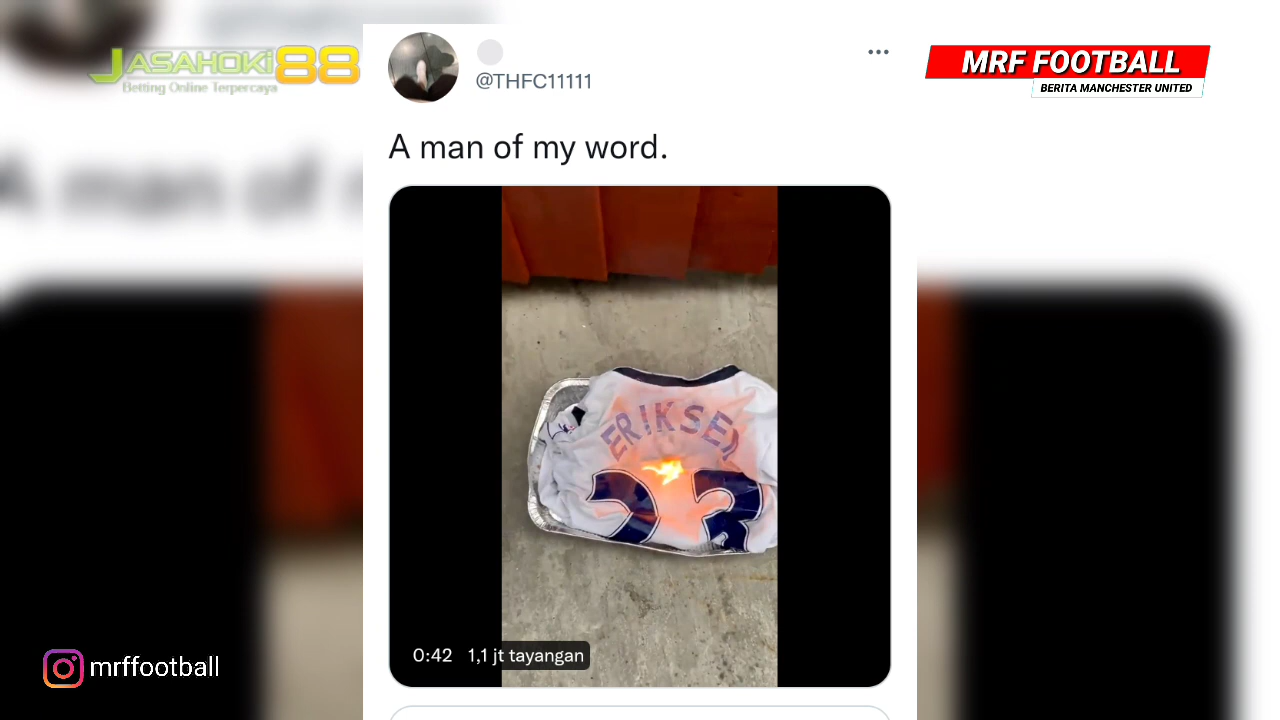 JASAHOKI88
Betting Online Terpercaya
@THFC11111
MRF FOOTBALL
BERITA MANCHESTER UNITED
A man of my word.
ERIKSEN
23
0:42 1,1 jt tayangan
mrffootball